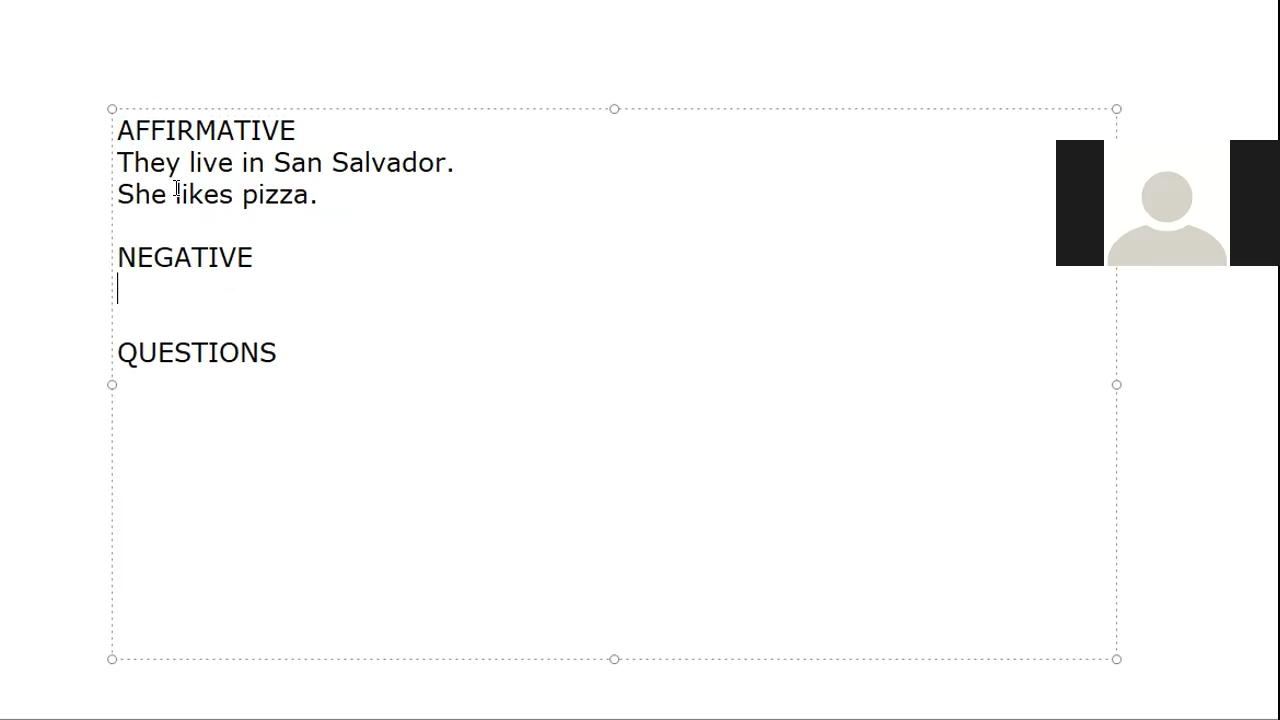 AFFIRMATIVE
They live in San Salvador.
She likes pizza.
NEGATIVE
QUESTIONS